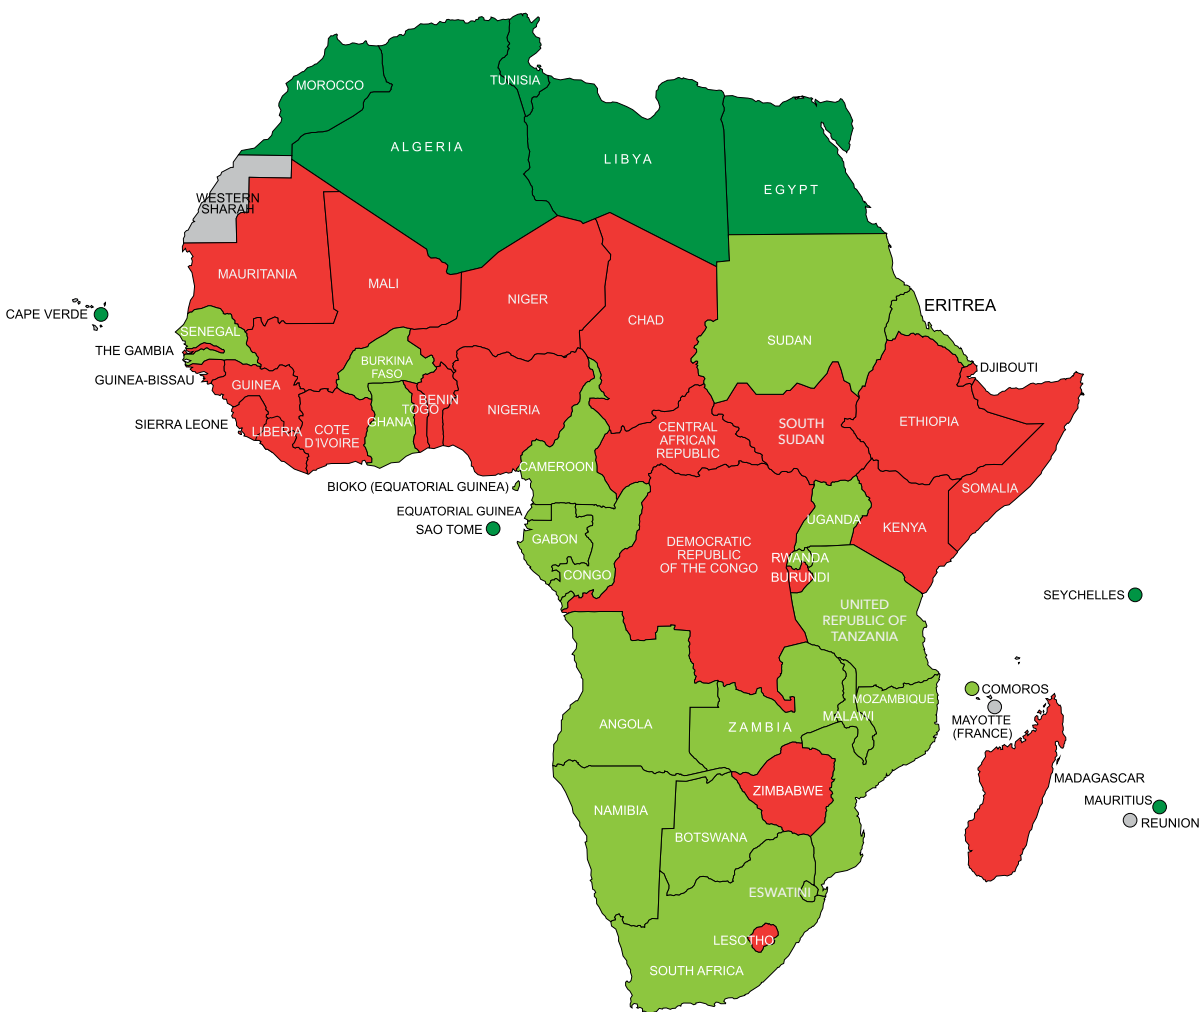 MOROCCO
TUNISIA
ALGERIA
LIBYA
EGYPT
WESTERN
SHARAH
MAURITANIA
MALI
NIGER
CHAD
SUDAN
ERITREA
CAPE VERDE
SENEGAL
THE GAMBIA
GUINEA-BISSAU
GUINEA
SIERRA LEONE
LIBERIA
COTE
D'IVOIRE
BURKINA
FASO
GHANA
TOGO
BENIN
NIGERIA
DJIBOUTI
ETHIOPIA
SOUTH
SUDAN
CENTRAL
AFRICAN
REPUBLIC
CAMEROON
BIOKO (EQUATORIAL GUINEA)
EQUATORIAL GUINEA
SAO TOME
GABON
CONGO
DEMOCRATIC
REPUBLIC
OF THE CONGO
UGANDA
KENYA
SOMALIA
RWANDA
BURUNDI
UNITED
REPUBLIC OF
TANZANIA
SEYCHELLES
COMOROS
MAYOTTE
(FRANCE)
ANGOLA
ZAMBIA
MALAWI
MOZAMBIQUE
MADAGASCAR
MAURITIUS
REUNION
ZIMBABWE
NAMIBIA
BOTSWANA
ESWATINI
LESOTHO
SOUTH AFRICA